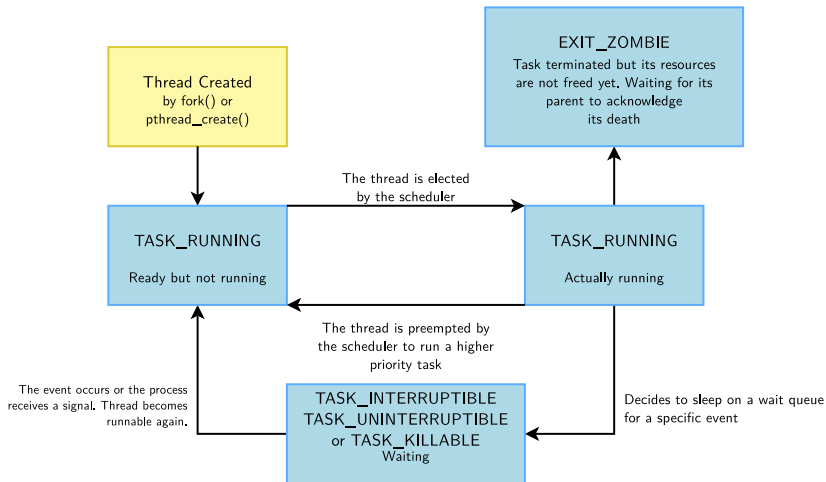 Thread Created
by fork() or
pthread_create()
EXIT_ZOMBIE
Task terminated but its resources
are not freed yet. Waiting for its
parent to acknowledge
its death
The thread is elected
by the scheduler
TASK_RUNNING
Ready but not running
TASK_RUNNING
Actually running
The thread is preempted by
the scheduler to run a higher
priority task
The event occurs or the process
receives a signal. Thread becomes
runnable again.
TASK_INTERRUPTIBLE
TASK_UNINTERRUPTIBLE
or TASK_KILLABLE
Waiting
Decides to sleep on a wait queue
for a specific event